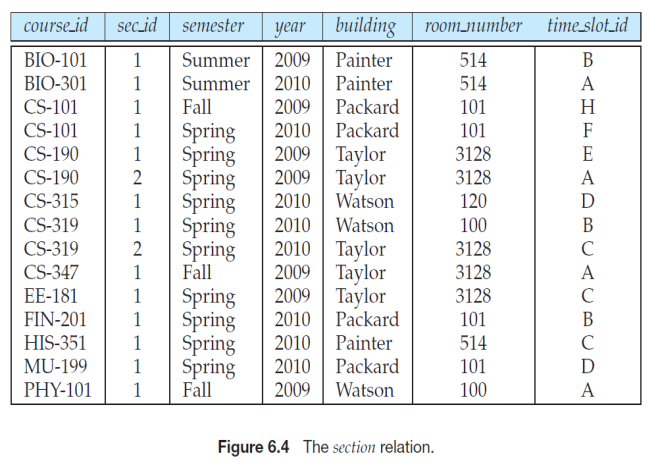 course_id sec_id semester year building room_number time_slot_id
BIO-101 1 Summer 2009 Painter 514 B
BIO-301 1 Summer 2010 Painter 514 A
CS-101 1 Fall 2009 Packard 101 H
CS-101 1 Spring 2010 Packard 101 F
CS-190 1 Spring 2009 Taylor 3128 E
CS-190 2 Spring 2009 Taylor 3128 A
CS-315 1 Spring 2010 Watson 120 D
CS-319 1 Spring 2010 Watson 100 B
CS-319 2 Spring 2010 Taylor 3128 C
CS-347 1 Fall 2009 Taylor 3128 A
EE-181 1 Spring 2009 Taylor 3128 C
FIN-201 1 Spring 2010 Packard 101 B
HIS-351 1 Spring 2010 Painter 514 C
MU-199 1 Spring 2010 Packard 101 D
PHY-101 1 Fall 2009 Watson 100 A
Figure 6.4 The section relation.